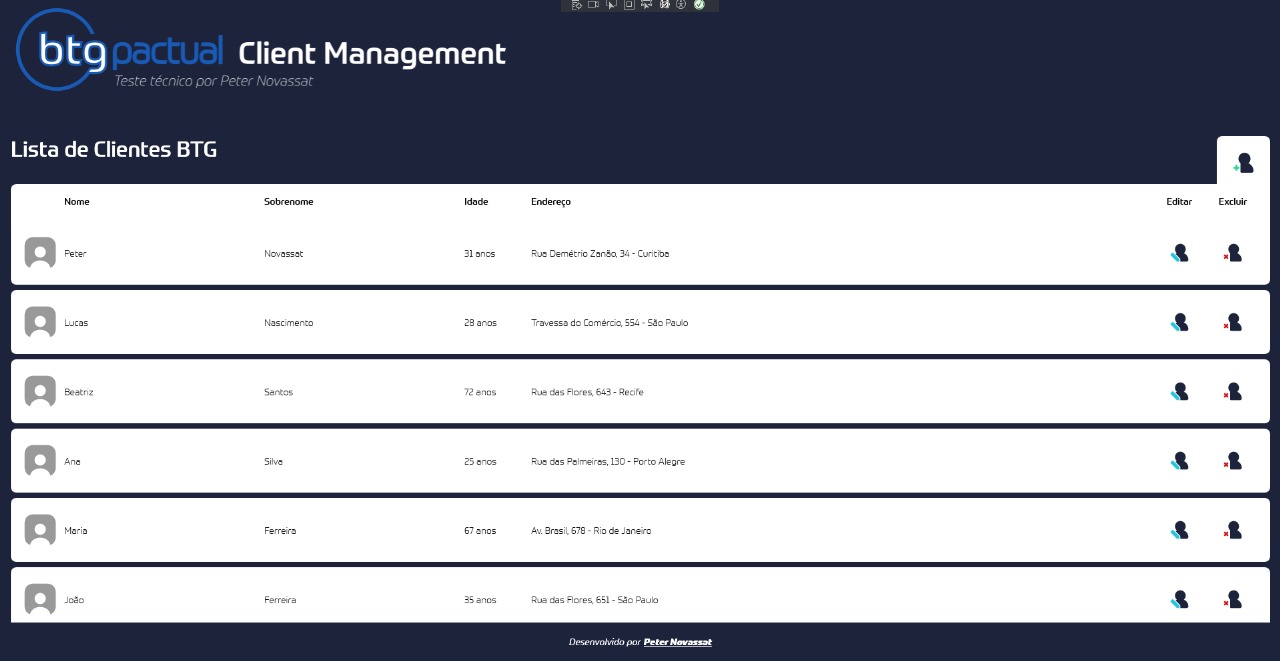 btg pactual Client Management
Teste técnico por Peter Novassat
Lista de Clientes BTG
Nome Sobrenome Idade Endereço Editar Excluir
Peter Novassat 31 anos Rua Demétrio Zanão, 34 - Curitiba
Lucas Nascimento 28 anos Travessa do Comércio, 554 - São Paulo
Beatriz Santos 72 anos Rua das Flores, 643 - Recife
Ana Silva 25 anos Rua das Palmeiras, 130 - Porto Alegre
Maria Ferreira 67 anos Av. Brasil, 678 - Rio de Janeiro
João Ferreira 35 anos Rua das Flores, 651 - São Paulo
Desenvolvido por Peter Novassat